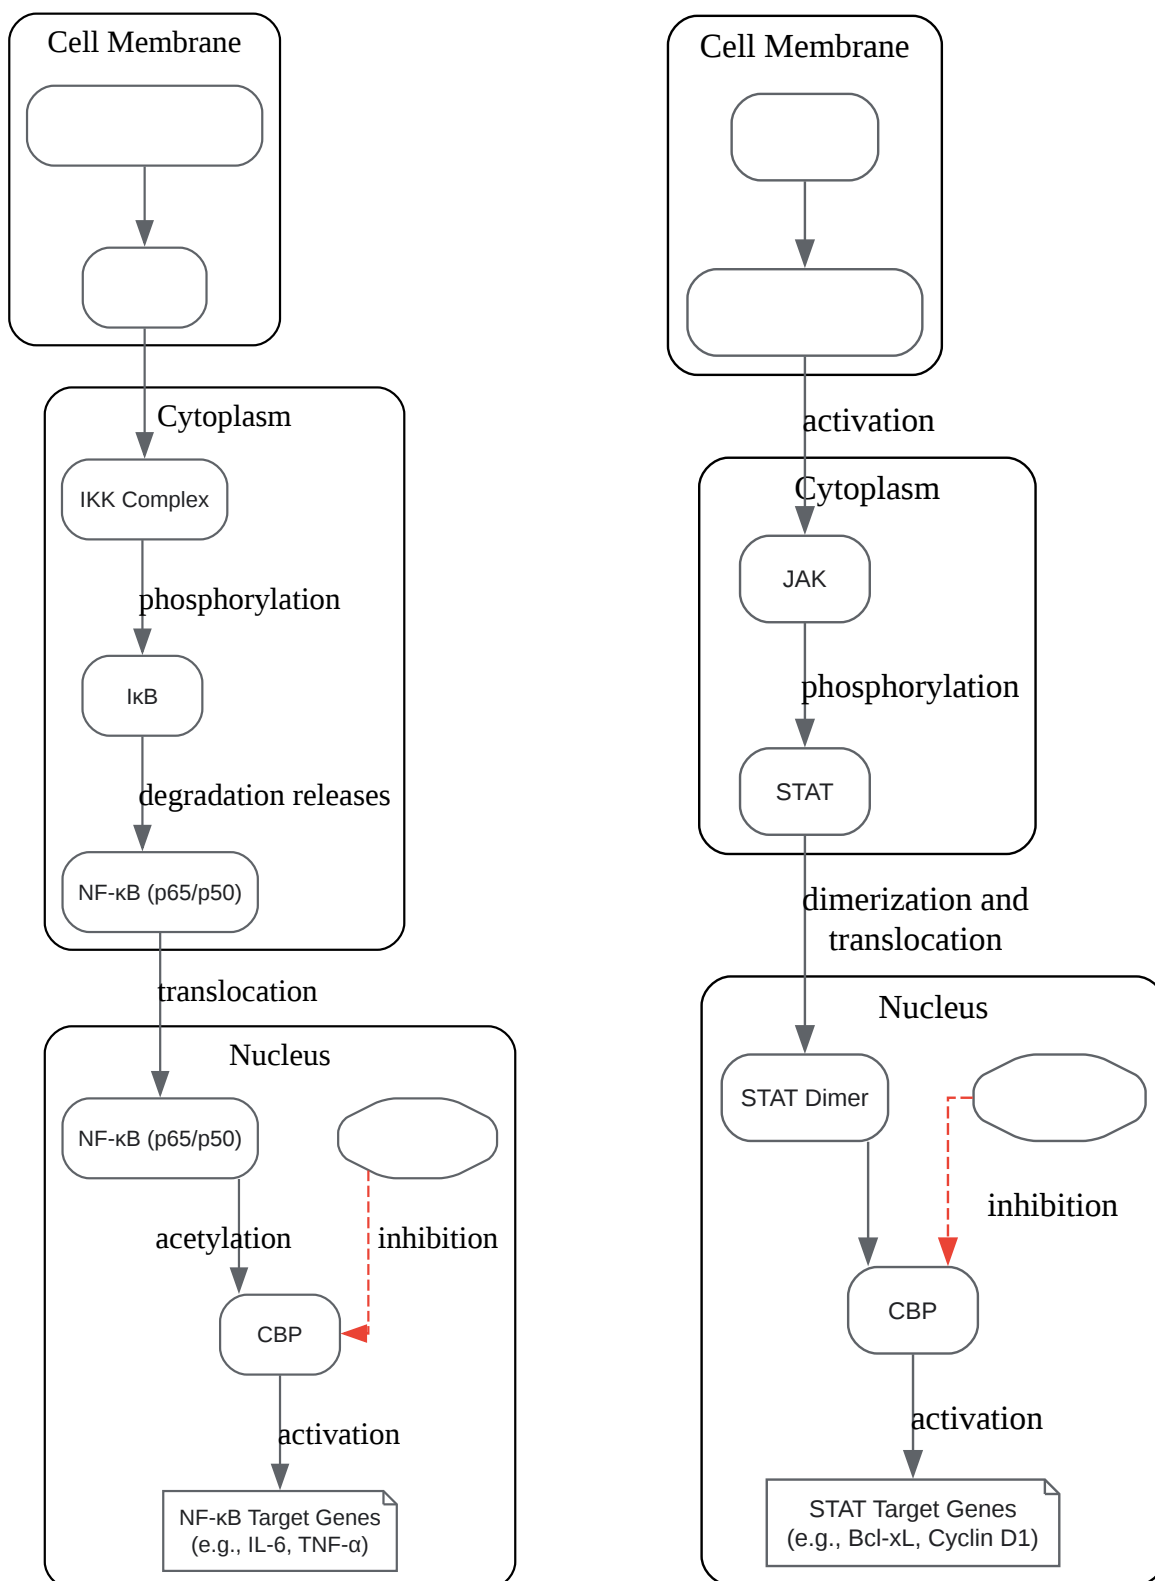 Cell Membrane
Cytoplasm
IKK Complex
phosphorylation
IκB
degradation releases
NF-κB (p65/p50)
translocation
Nucleus
NF-κB (p65/p50)
acetylation
inhibition
CBP
activation
NF-κB Target Genes
(e.g., IL-6, TNF-α)
Cell Membrane
activation
Cytoplasm
JAK
phosphorylation
STAT
dimerization and
translocation
Nucleus
STAT Dimer
inhibition
CBP
activation
STAT Target Genes
(e.g., Bcl-xL, Cyclin D1)